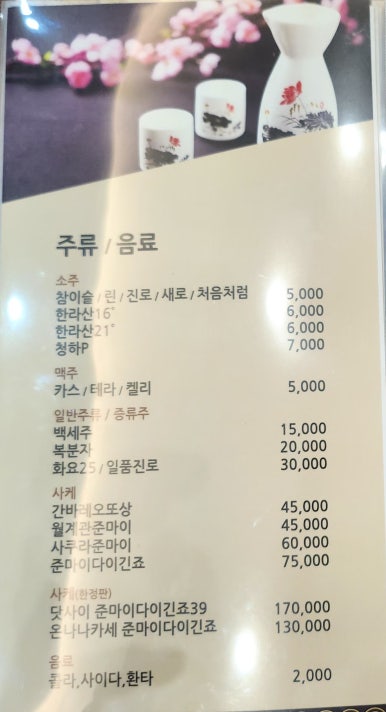 주류 / 음료
소주
참이슬 / 린 / 진로 / 새로 / 처음처럼 5,000
한라산16˚ 6,000
한라산21˚ 6,000
청하P 7,000
맥주
카스 / 테라 / 켈리 5,000
일반주류 / 증류주
백세주 15,000
복분자 20,000
화요25 / 일품진로 30,000
사케
간바레오또상 45,000
월계관준마이 45,000
사쿠라준마이 60,000
준마이다이긴죠 75,000
사케(한정판)
닷사이 준마이다이긴죠39 170,000
온나나카세 준마이다이긴죠 130,000
음료
콜라,사이다,환타 2,000